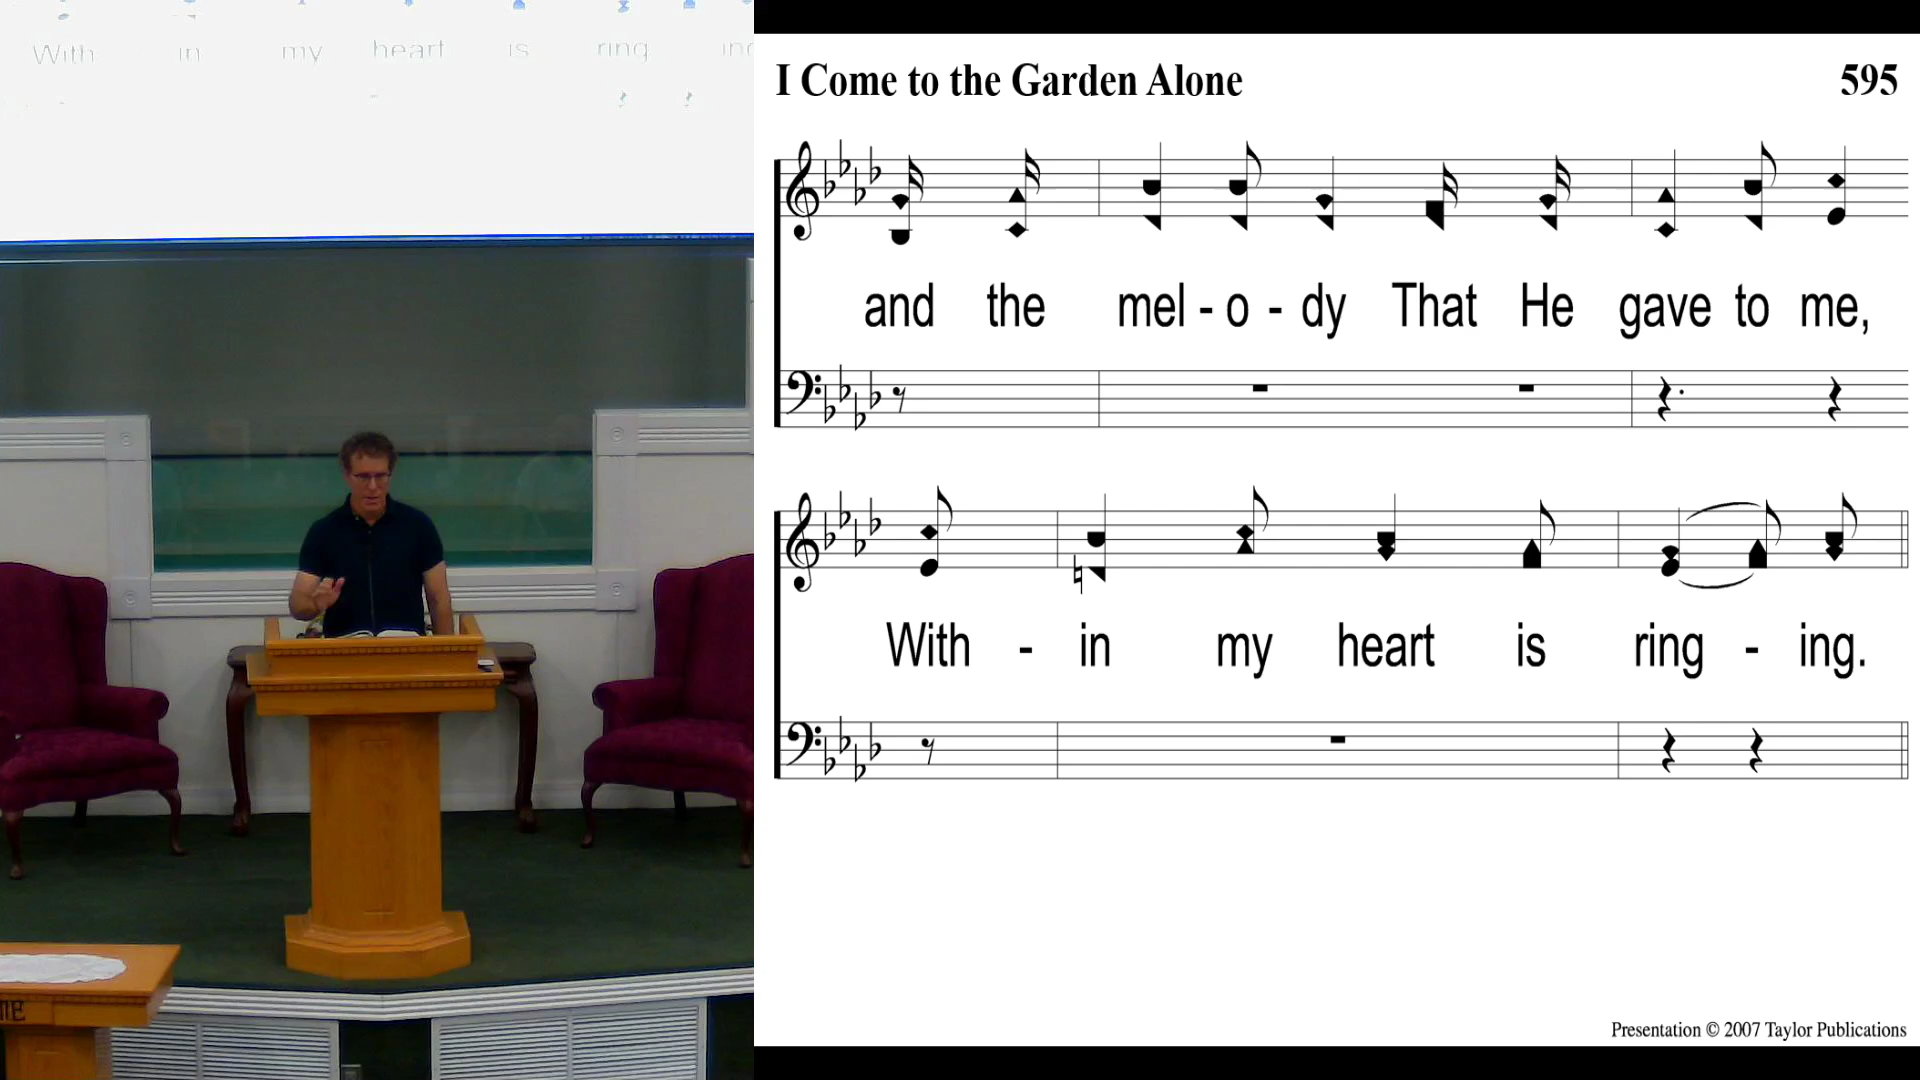 With in my heart is ring
I Come to the Garden Alone 595
and the mel - o - dy That He gave to me,
With - in my heart is ring - ing.
Presentation © 2007 Taylor Publications